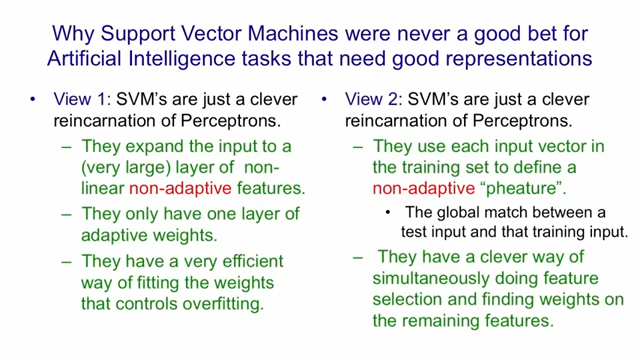 Why Support Vector Machines were never a good bet for
Artificial Intelligence tasks that need good representations
• View 1: SVM's are just a clever
reincarnation of Perceptrons.
– They expand the input to a
(very large) layer of non-
linear non-adaptive features.
– They only have one layer of
adaptive weights.
– They have a very efficient
way of fitting the weights
that controls overfitting.
• View 2: SVM's are just a clever
reincarnation of Perceptrons.
– They use each input vector in
the training set to define a
non-adaptive “pheature”.
• The global match between a
test input and that training input.
– They have a clever way of
simultaneously doing feature
selection and finding weights on
the remaining features.